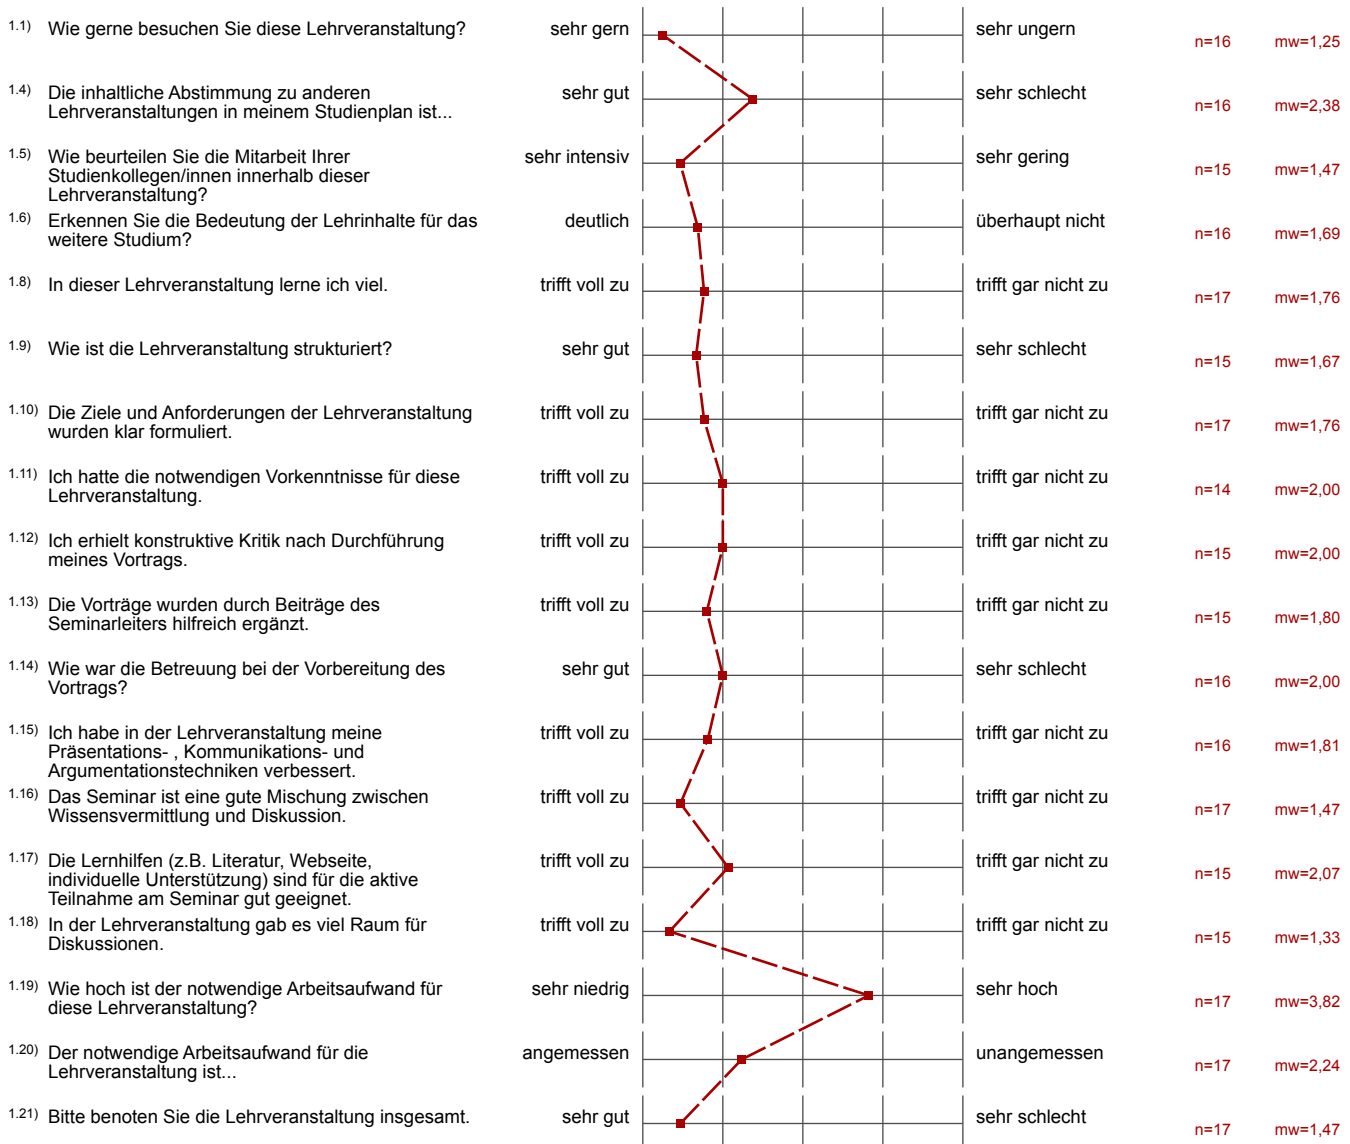 1.1) Wie gerne besuchen Sie diese Lehrveranstaltung? sehr gern sehr ungern n=16 mw=1,25
1.4) Die inhaltliche Abstimmung zu anderen
Lehrveranstaltungen in meinem Studienplan ist... sehr gut sehr schlecht n=16 mw=2,38
1.5) Wie beurteilen Sie die Mitarbeit Ihrer
Studienkollegen/innen innerhalb dieser
Lehrveranstaltung? sehr intensiv sehr gering n=15 mw=1,47
1.6) Erkennen Sie die Bedeutung der Lehrinhalte für das
weitere Studium? deutlich überhaupt nicht n=16 mw=1,69
1.8) In dieser Lehrveranstaltung lerne ich viel. trifft voll zu trifft gar nicht zu n=17 mw=1,76
1.9) Wie ist die Lehrveranstaltung strukturiert? sehr gut sehr schlecht n=15 mw=1,67
1.10) Die Ziele und Anforderungen der Lehrveranstaltung
wurden klar formuliert. trifft voll zu trifft gar nicht zu n=17 mw=1,76
1.11) Ich hatte die notwendigen Vorkenntnisse für diese
Lehrveranstaltung. trifft voll zu trifft gar nicht zu n=14 mw=2,00
1.12) Ich erhielt konstruktive Kritik nach Durchführung
meines Vortrags. trifft voll zu trifft gar nicht zu n=15 mw=2,00
1.13) Die Vorträge wurden durch Beiträge des
Seminarleiters hilfreich ergänzt. trifft voll zu trifft gar nicht zu n=15 mw=1,80
1.14) Wie war die Betreuung bei der Vorbereitung des
Vortrags? sehr gut sehr schlecht n=16 mw=2,00
1.15) Ich habe in der Lehrveranstaltung meine
Präsentations- , Kommunikations- und
Argumentationstechniken verbessert. trifft voll zu trifft gar nicht zu n=16 mw=1,81
1.16) Das Seminar ist eine gute Mischung zwischen
Wissensvermittlung und Diskussion. trifft voll zu trifft gar nicht zu n=17 mw=1,47
1.17) Die Lernhilfen (z.B. Literatur, Webseite,
individuelle Unterstützung) sind für die aktive
Teilnahme am Seminar gut geeignet. trifft voll zu trifft gar nicht zu n=15 mw=2,07
1.18) In der Lehrveranstaltung gab es viel Raum für
Diskussionen. trifft voll zu trifft gar nicht zu n=15 mw=1,33
1.19) Wie hoch ist der notwendige Arbeitsaufwand für
diese Lehrveranstaltung? sehr niedrig sehr hoch n=17 mw=3,82
1.20) Der notwendige Arbeitsaufwand für die
Lehrveranstaltung ist... angemessen unangemessen n=17 mw=2,24
1.21) Bitte benoten Sie die Lehrveranstaltung insgesamt. sehr gut sehr schlecht n=17 mw=1,47